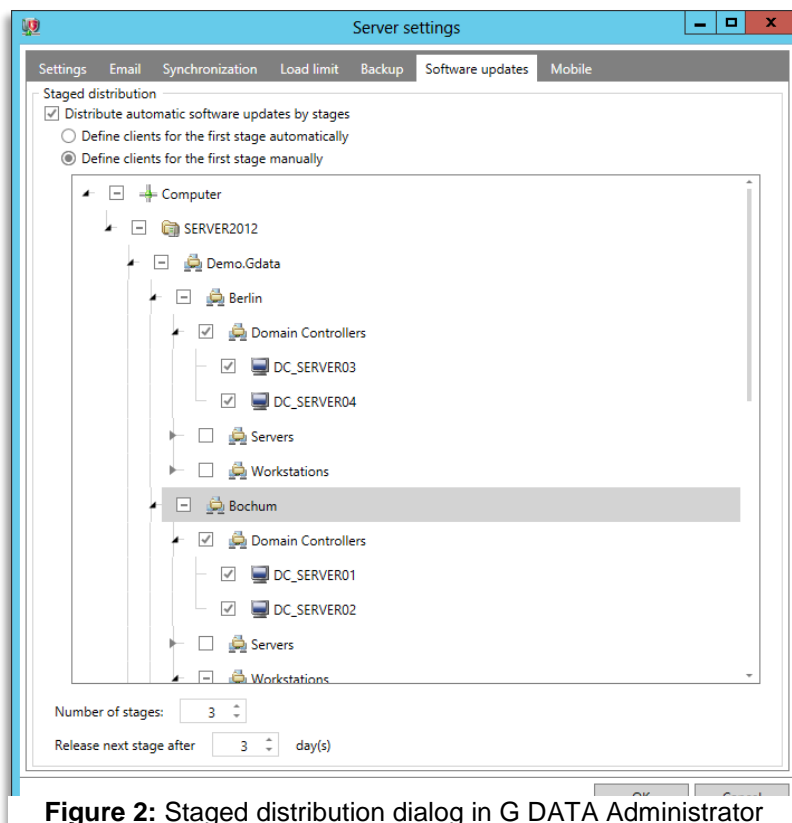 Server settings
Settings Email Synchronization Load limit Backup Software updates Mobile
Staged distribution
Distribute automatic software updates by stages
Define clients for the first stage automatically
Define clients for the first stage manually
Computer
SERVER2012
Demo.Gdata
Berlin
Domain Controllers
DC_SERVER03
DC_SERVER04
Servers
Workstations
Bochum
Domain Controllers
DC_SERVER01
DC_SERVER02
Servers
Workstations
Number of stages: 3
Release next stage after 3 day(s)
OK Cancel
Figure 2: Staged distribution dialog in G DATA Administrator